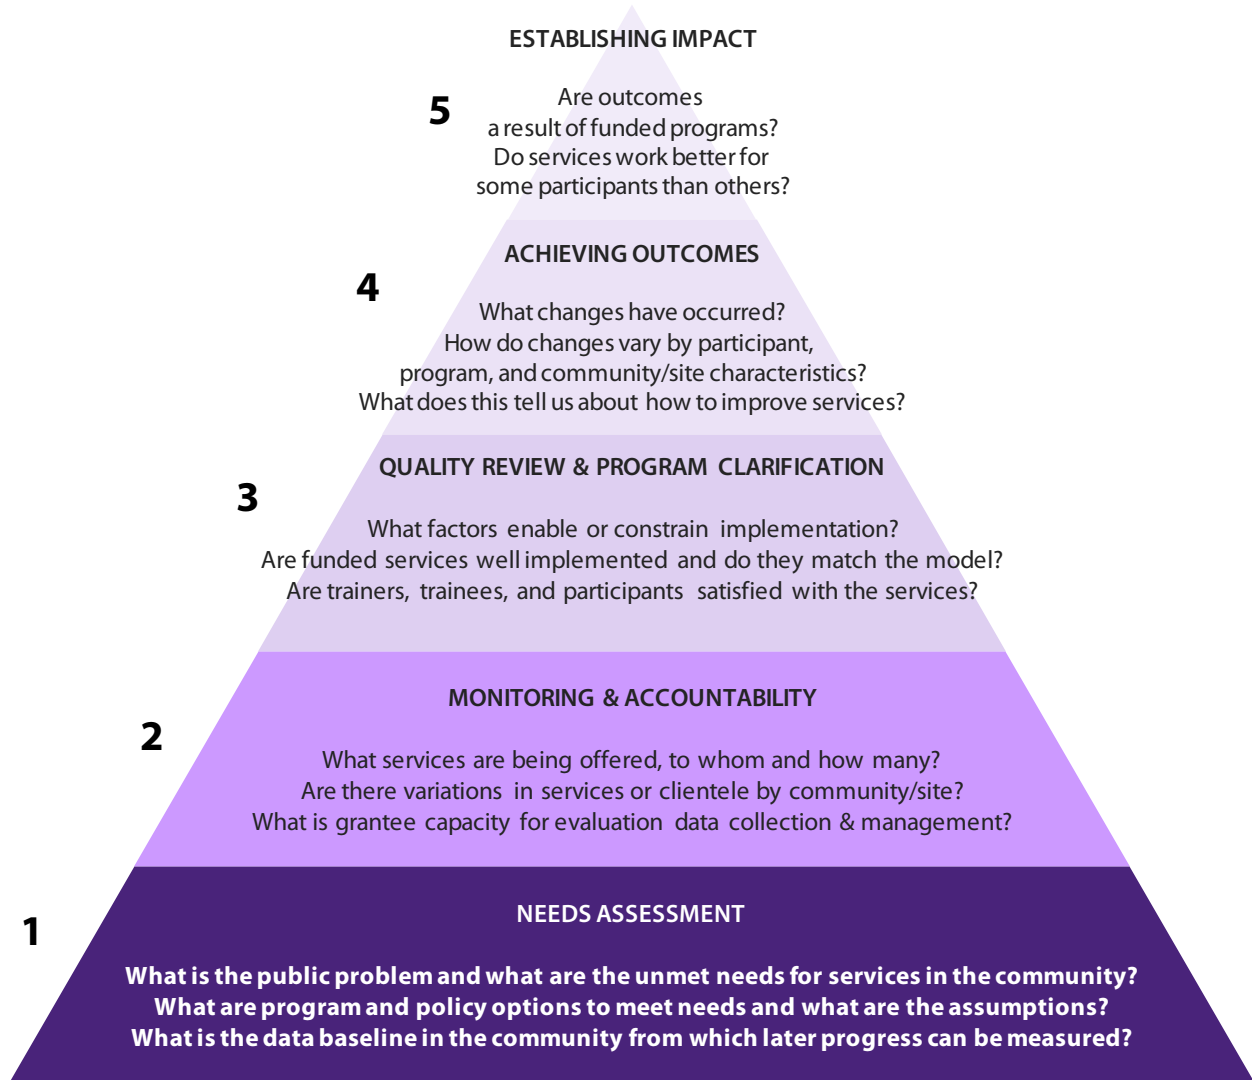 ESTABLISHING IMPACT
5
Are outcomes
a result of funded programs?
Do services work better for
some participants than others?
ACHIEVING OUTCOMES
4
What changes have occurred?
How do changes vary by participant,
program, and community/site characteristics?
What does this tell us about how to improve services?
QUALITY REVIEW & PROGRAM CLARIFICATION
3
What factors enable or constrain implementation?
Are funded services well implemented and do they match the model?
Are trainers, trainees, and participants satisfied with the services?
MONITORING & ACCOUNTABILITY
2
What services are being offered, to whom and how many?
Are there variations in services or clientele by community/site?
What is grantee capacity for evaluation data collection & management?
NEEDS ASSESSMENT
1
What is the public problem and what are the unmet needs for services in the community?
What are program and policy options to meet needs and what are the assumptions?
What is the data baseline in the community from which later progress can be measured?